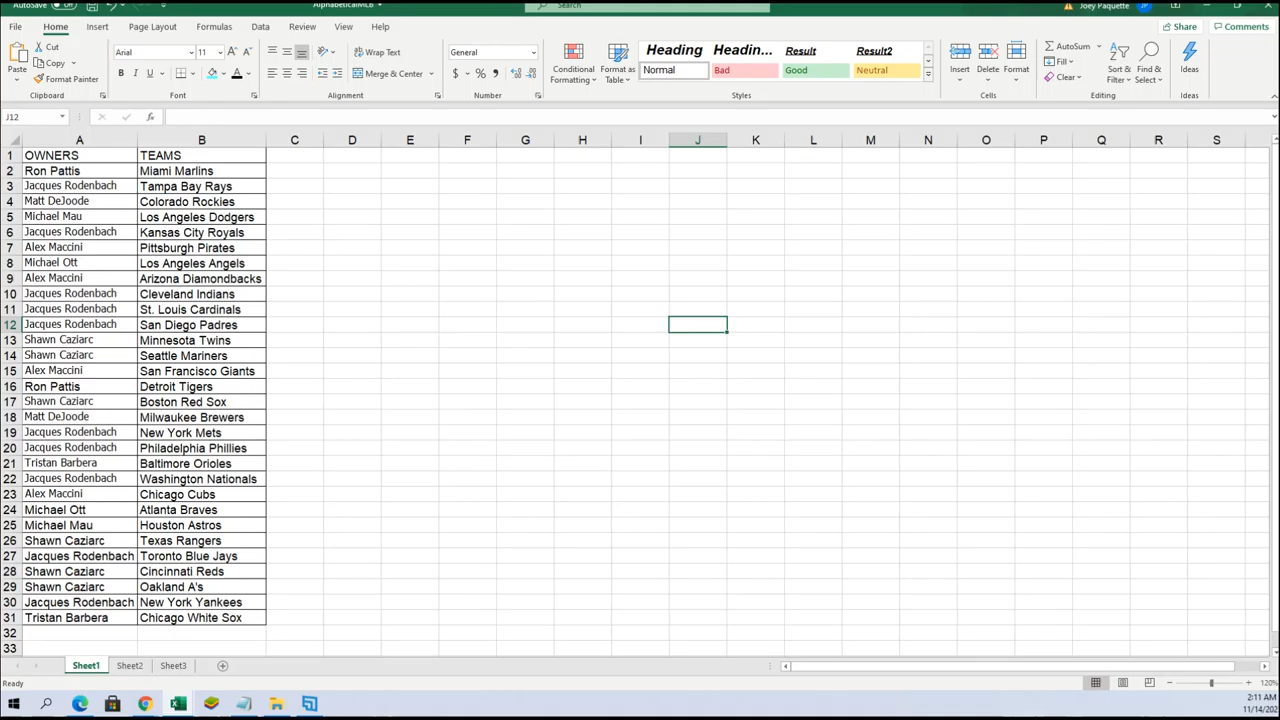 AutoSave Off AlphabeticalMLB Search Joey Paquette JP
File Home Insert Page Layout Formulas Data Review View Help Share Comments
Paste Cut Copy Format Painter Clipboard
Arial 11 A A B I U A Font
Wrap Text Merge & Center Alignment
General $ % Number
Conditional Formatting Format as Table
Heading Headin... Result Result2
Normal Bad Good Neutral
Styles
Insert Delete Format Cells
AutoSum Fill Clear Sort & Filter Find & Select Editing
Ideas Ideas
J12 fx
A B C D E F G H I J K L M N O P Q R S
1 OWNERS TEAMS
2 Ron Pattis Miami Marlins
3 Jacques Rodenbach Tampa Bay Rays
4 Matt DeJoode Colorado Rockies
5 Michael Mau Los Angeles Dodgers
6 Jacques Rodenbach Kansas City Royals
7 Alex Maccini Pittsburgh Pirates
8 Michael Ott Los Angeles Angels
9 Alex Maccini Arizona Diamondbacks
10 Jacques Rodenbach Cleveland Indians
11 Jacques Rodenbach St. Louis Cardinals
12 Jacques Rodenbach San Diego Padres
13 Shawn Caziarc Minnesota Twins
14 Shawn Caziarc Seattle Mariners
15 Alex Maccini San Francisco Giants
16 Ron Pattis Detroit Tigers
17 Shawn Caziarc Boston Red Sox
18 Matt DeJoode Milwaukee Brewers
19 Jacques Rodenbach New York Mets
20 Jacques Rodenbach Philadelphia Phillies
21 Tristan Barbera Baltimore Orioles
22 Jacques Rodenbach Washington Nationals
23 Alex Maccini Chicago Cubs
24 Michael Ott Atlanta Braves
25 Michael Mau Houston Astros
26 Shawn Caziarc Texas Rangers
27 Jacques Rodenbach Toronto Blue Jays
28 Shawn Caziarc Cincinnati Reds
29 Shawn Caziarc Oakland A's
30 Jacques Rodenbach New York Yankees
31 Tristan Barbera Chicago White Sox
32
33
Sheet1 Sheet2 Sheet3
Ready 120%
2:11 AM
11/14/202